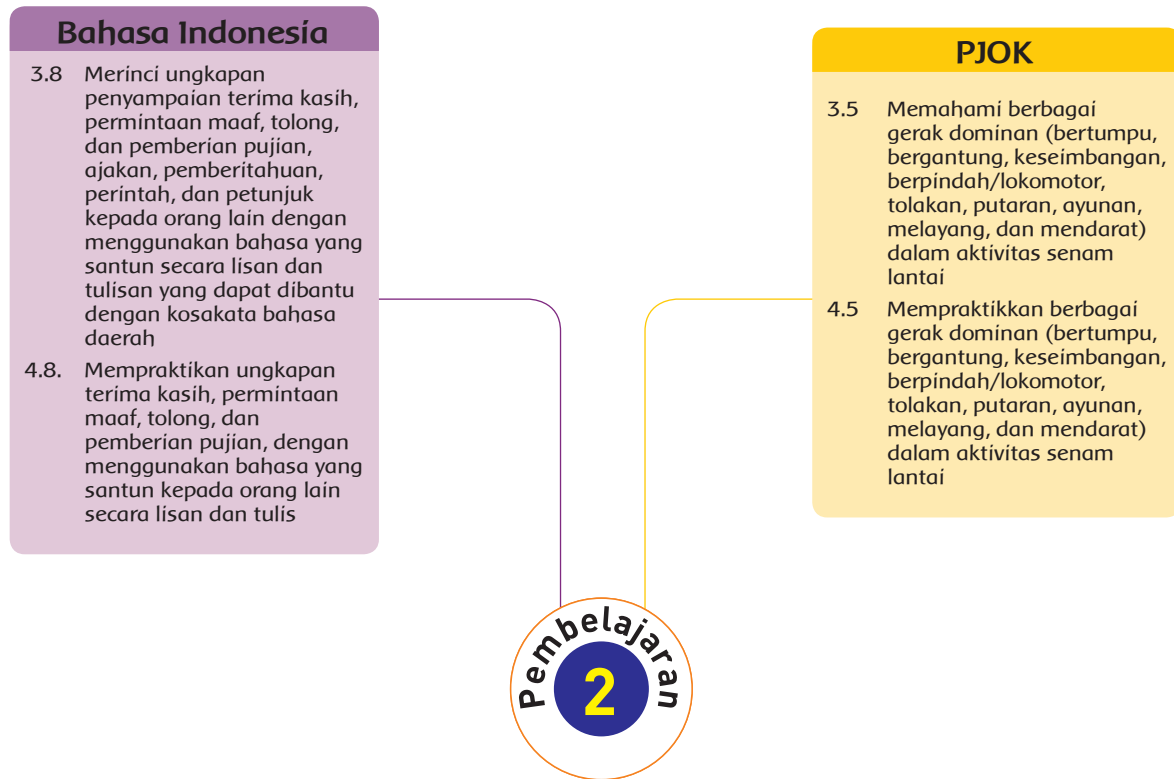 Bahasa Indonesia
3.8 Merinci ungkapan
penyampaian terima kasih,
permintaan maaf, tolong,
dan pemberian pujian,
ajakan, pemberitahuan,
perintah, dan petunjuk
kepada orang lain dengan
menggunakan bahasa yang
santun secara lisan dan
tulisan yang dapat dibantu
dengan kosakata bahasa
daerah
4.8. Mempraktikan ungkapan
terima kasih, permintaan
maaf, tolong, dan
pemberian pujian, dengan
menggunakan bahasa yang
santun kepada orang lain
secara lisan dan tulis
PJOK
3.5 Memahami berbagai
gerak dominan (bertumpu,
bergantung, keseimbangan,
berpindah/lokomotor,
tolakan, putaran, ayunan,
melayang, dan mendarat)
dalam aktivitas senam
lantai
4.5 Mempraktikkan berbagai
gerak dominan (bertumpu,
bergantung, keseimbangan,
berpindah/lokomotor,
tolakan, putaran, ayunan,
melayang, dan mendarat)
dalam aktivitas senam
lantai
Pembelajaran
2